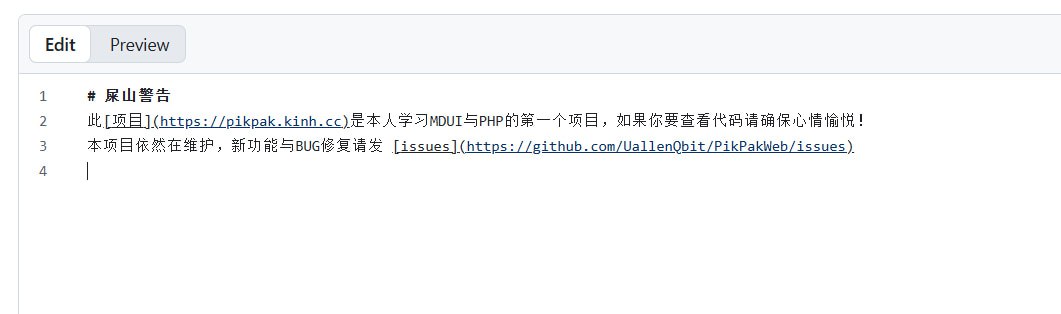 Edit Preview
1 # 屎山警告
2 此[项目](https://pikpak.kinh.cc)是本人学习MDUI与PHP的第一个项目，如果你要查看代码请确保心情愉悦！
3 本项目依然在维护，新功能与BUG修复请发 [issues](https://github.com/UallenQbit/PikPakWeb/issues)
4